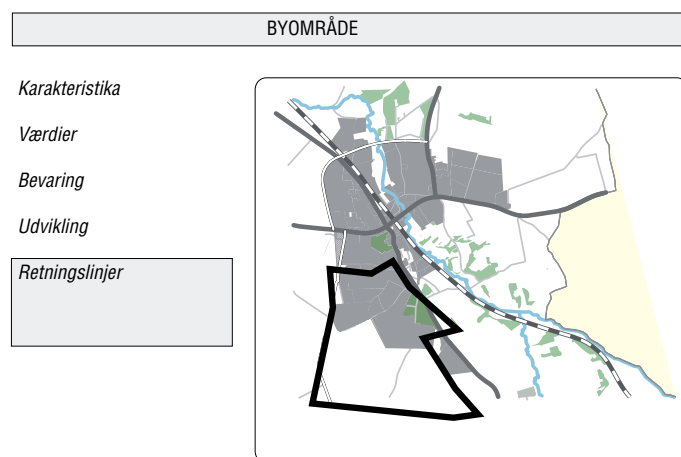 BYOMRÅDE
Karakteristika
Værdier
Bevaring
Udvikling
Retningslinjer